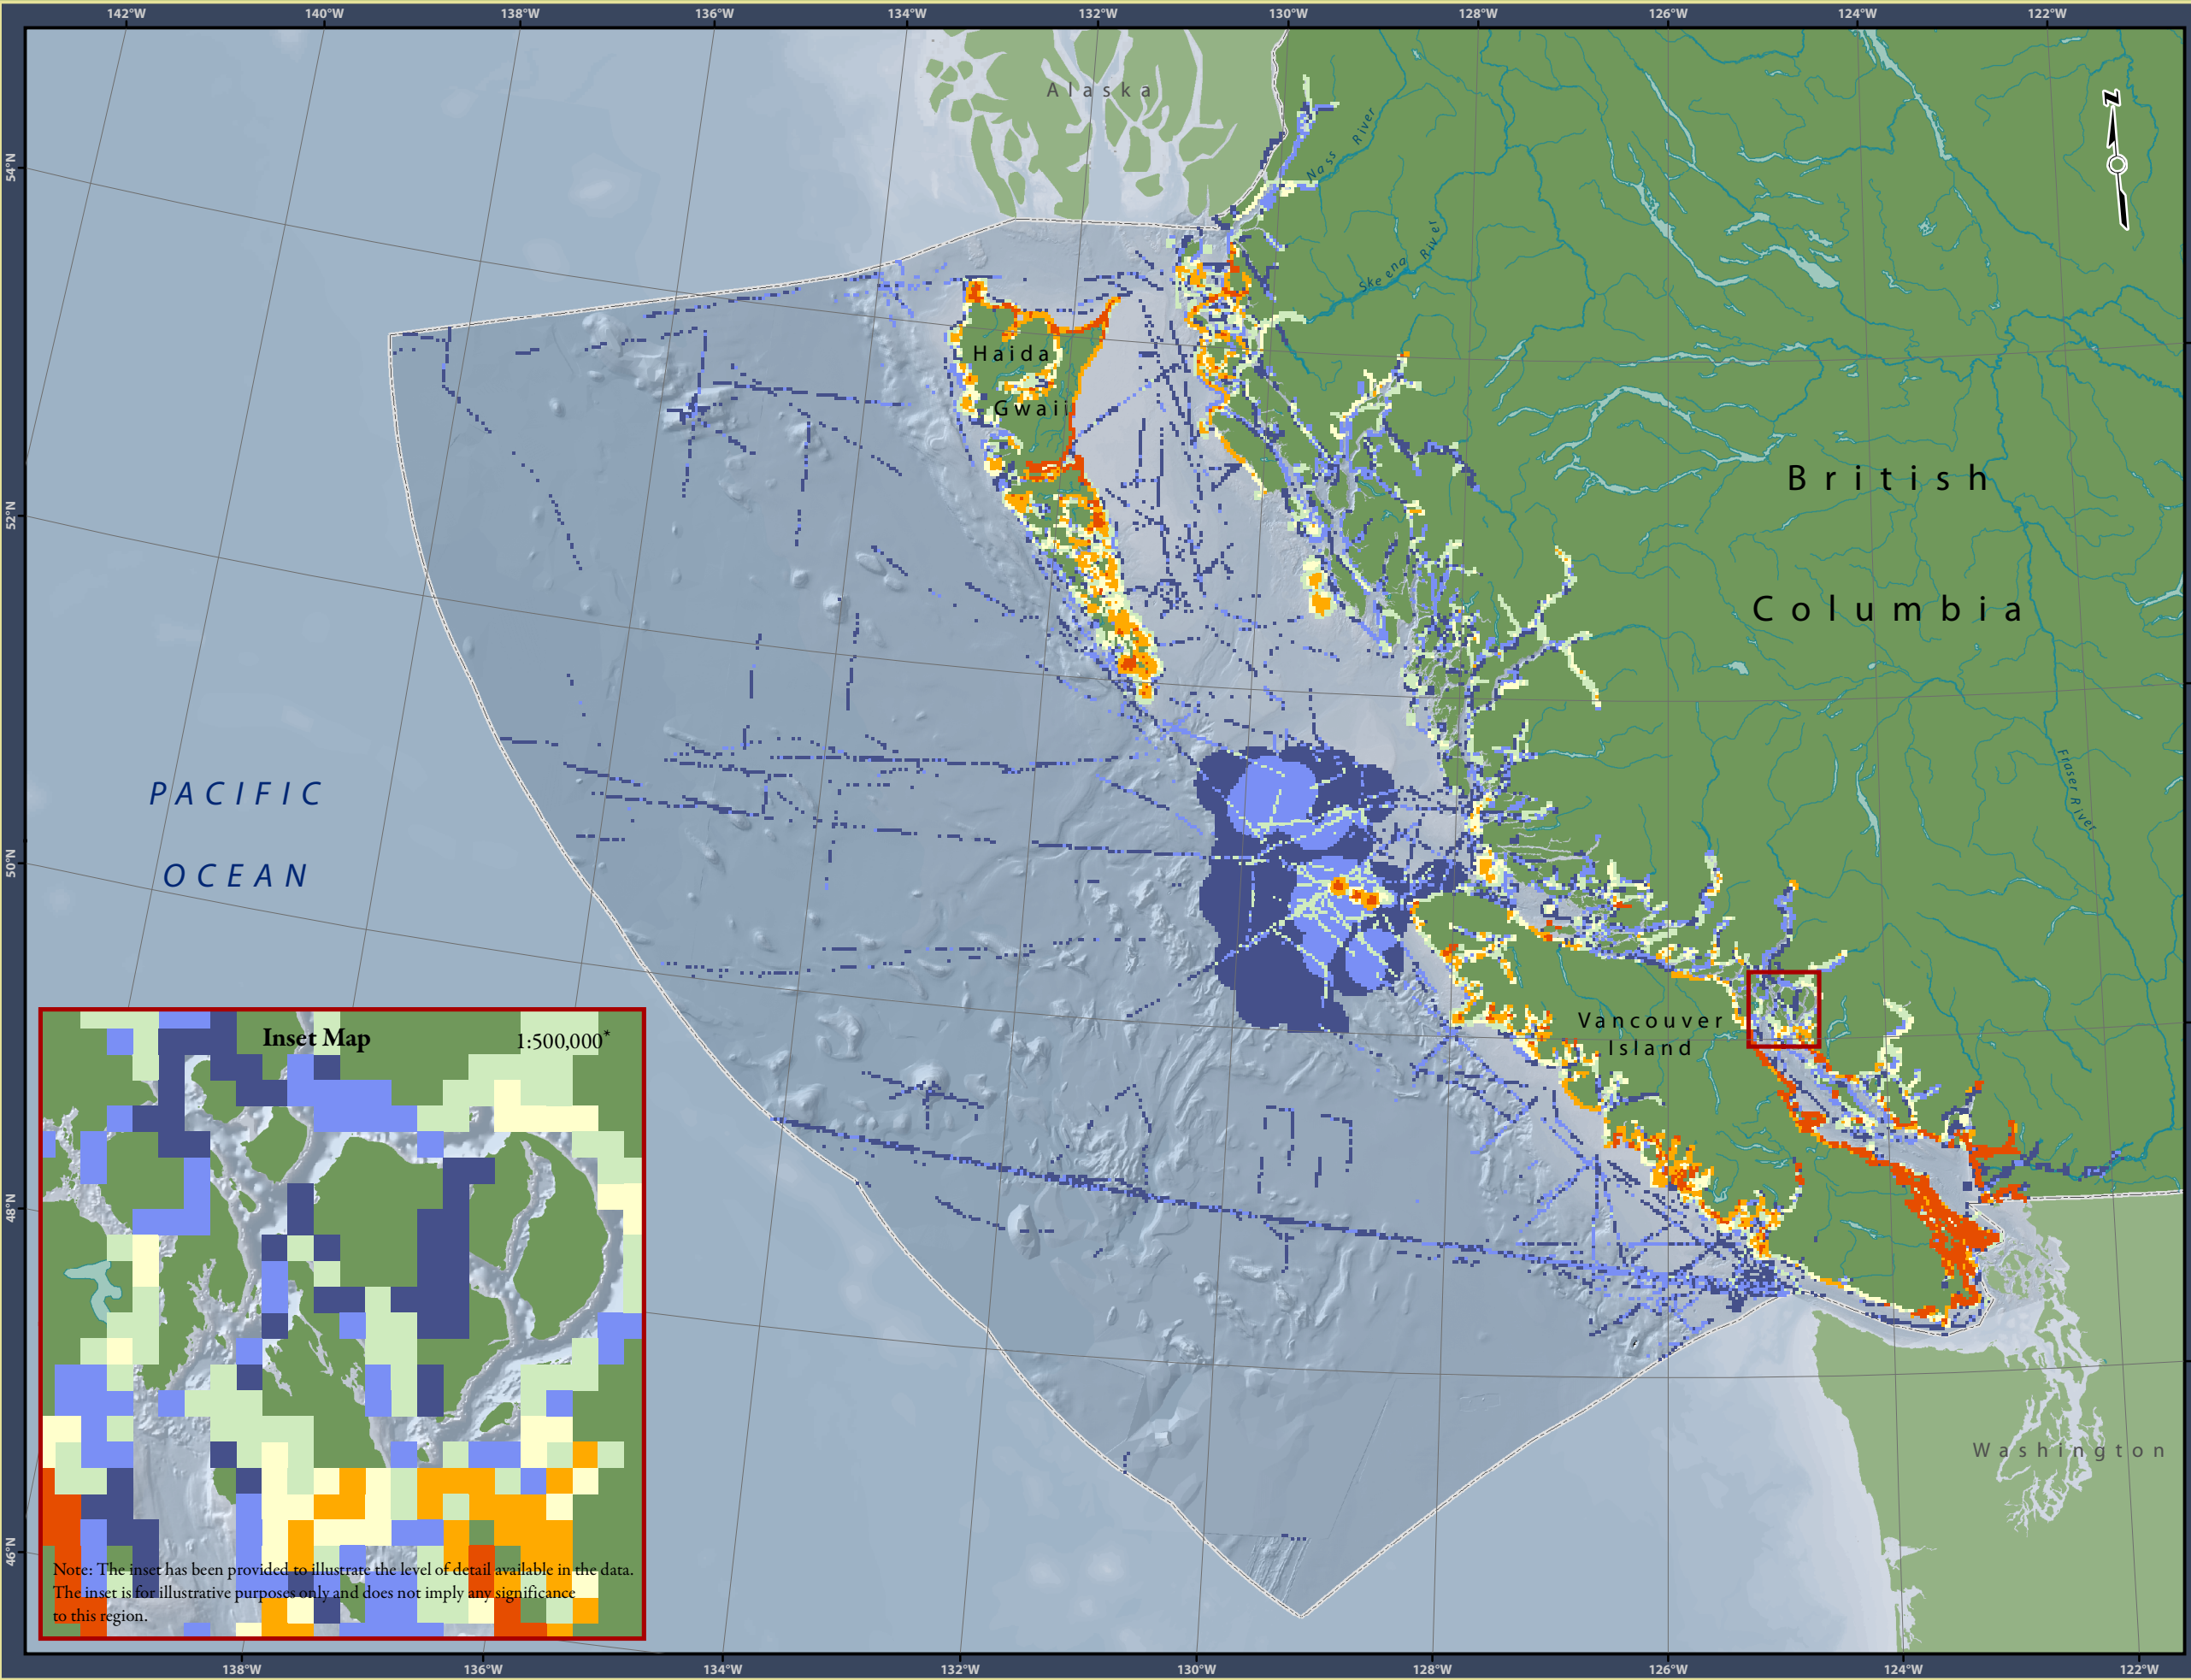 142°W 140°W 138°W 136°W 134°W 132°W 130°W 128°W 126°W 124°W 122°W
54°N
52°N
50°N
48°N
46°N
Alaska
Nass River
Skeena River
Haida
Gwaii
British
Columbia
Fraser River
PACIFIC
OCEAN
Vancouver
Island
Washington
N
Inset Map 1:500,000*
Note: The inset has been provided to illustrate the level of detail available in the data.
The inset is for illustrative purposes only and does not imply any significance
to this region.
138°W 136°W 134°W 132°W 130°W 128°W 126°W 124°W 122°W